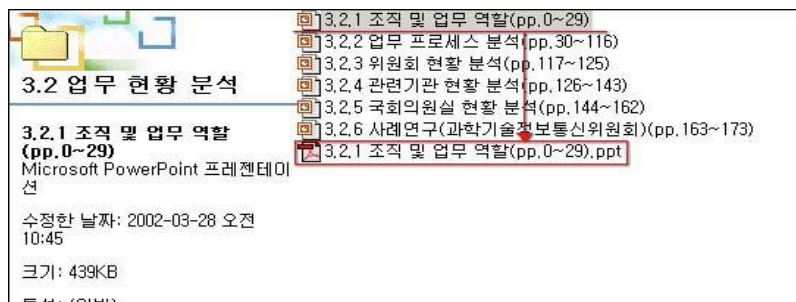 3.2 업무 현황 분석
3.2.1 조직 및 업무 역할
(pp.0~29)
Microsoft PowerPoint 프레젠테이
션
수정한 날짜: 2002-03-28 오전
10:45
크기: 439KB
3.2.1 조직 및 업무 역할(pp.0~29)
3.2.2 업무 프로세스 분석(pp.30~116)
3.2.3 위원회 현황 분석(pp.117~125)
3.2.4 관련기관 현황 분석(pp.126~143)
3.2.5 국회의원실 현황 분석(pp.144~162)
3.2.6 사례연구(과학기술정보통신위원회)(pp.163~173)
3.2.1 조직 및 업무 역할(pp.0~29).ppt